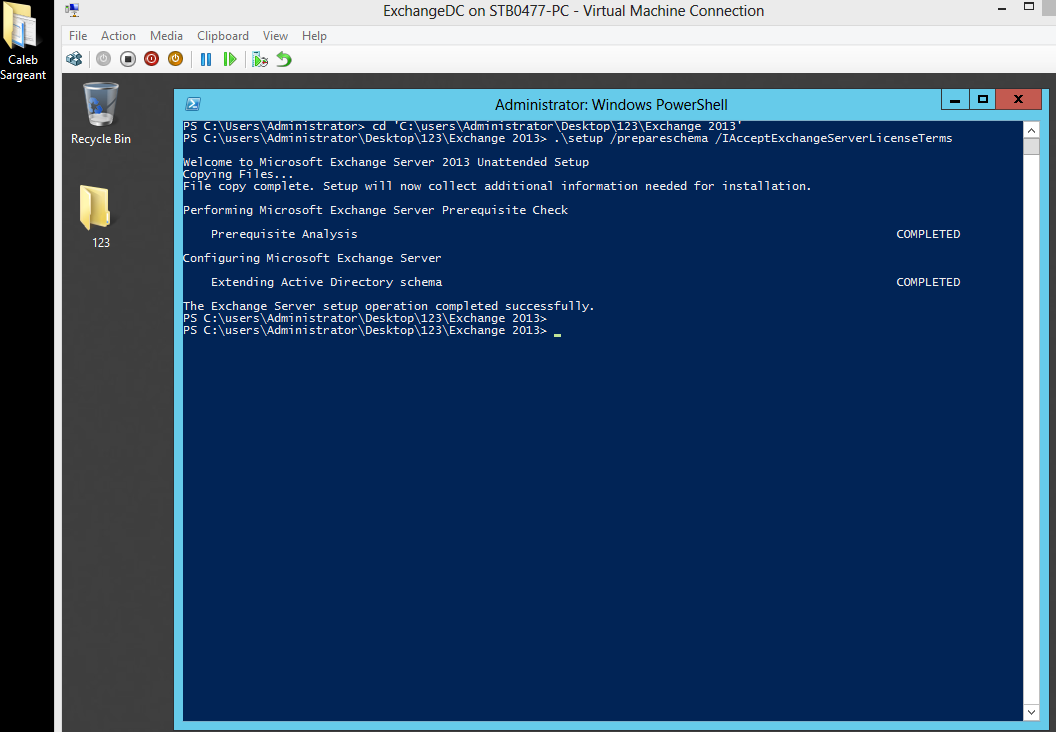 Caleb
Sargeant
ExchangeDC on STB0477-PC - Virtual Machine Connection
File Action Media Clipboard View Help
Recycle Bin
123
Administrator: Windows PowerShell
PS C:\Users\Administrator> cd 'C:\users\Administrator\Desktop\123\Exchange 2013'
PS C:\users\Administrator\Desktop\123\Exchange 2013> .\setup /prepareschema /IAcceptExchangeServerLicenseTerms
Welcome to Microsoft Exchange Server 2013 Unattended Setup
Copying Files...
File copy complete. Setup will now collect additional information needed for installation.
Performing Microsoft Exchange Server Prerequisite Check
Prerequisite Analysis COMPLETED
Configuring Microsoft Exchange Server
Extending Active Directory schema COMPLETED
The Exchange Server setup operation completed successfully.
PS C:\users\Administrator\Desktop\123\Exchange 2013>
PS C:\users\Administrator\Desktop\123\Exchange 2013> _